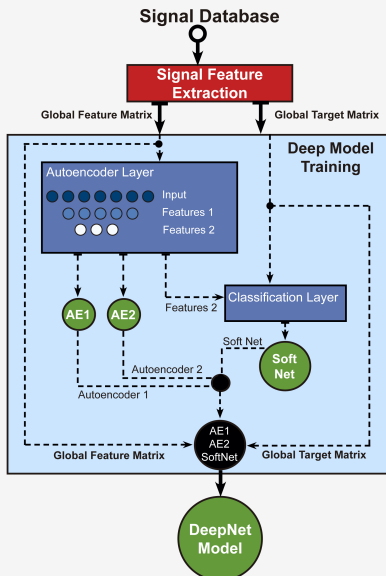 Signal Database
Signal Feature
Extraction
Global Feature Matrix
Global Target Matrix
Deep Model
Training
Autoencoder Layer
Input
Features 1
Features 2
AE1
AE2
Features 2
Classification Layer
Soft Net
Soft
Net
Autoencoder 2
Autoencoder 1
AE1
AE2
SoftNet
Global Feature Matrix
Global Target Matrix
DeepNet
Model